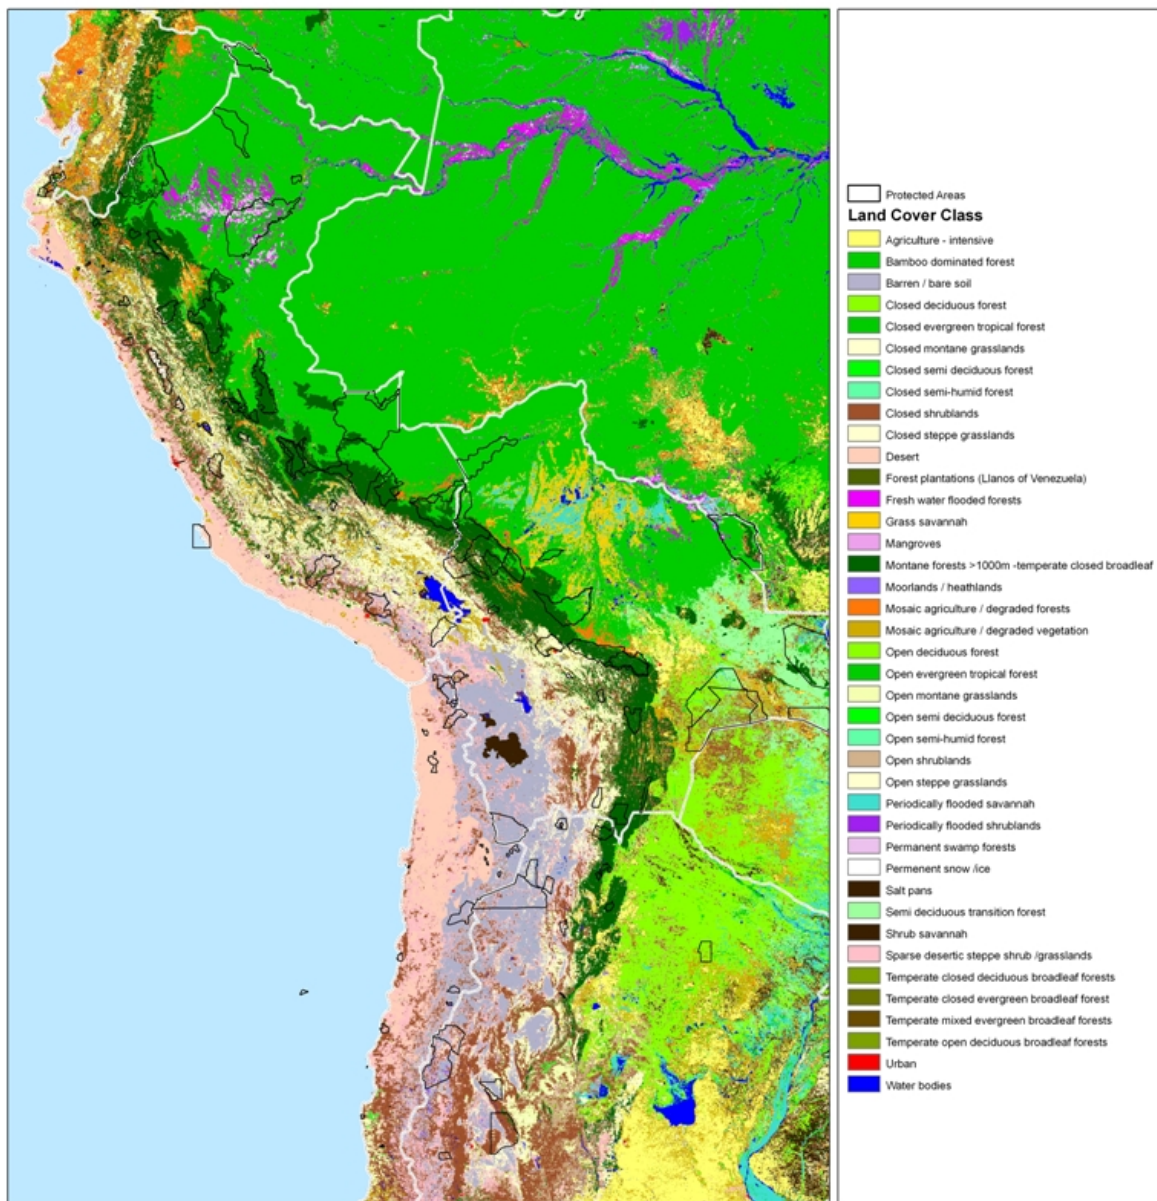 Protected Areas
Land Cover Class
Agriculture - intensive
Bamboo dominated forest
Barren / bare soil
Closed deciduous forest
Closed evergreen tropical forest
Closed montane grasslands
Closed semi deciduous forest
Closed semi-humid forest
Closed shrublands
Closed steppe grasslands
Desert
Forest plantations (Llanos of Venezuela)
Fresh water flooded forests
Grass savannah
Mangroves
Montane forests >1000m -temperate closed broadleaf
Moorlands / heathlands
Mosaic agriculture / degraded forests
Mosaic agriculture / degraded vegetation
Open deciduous forest
Open evergreen tropical forest
Open montane grasslands
Open semi deciduous forest
Open semi-humid forest
Open shrublands
Open steppe grasslands
Periodically flooded savannah
Periodically flooded shrublands
Permanent swamp forests
Permenent snow /ice
Salt pans
Semi deciduous transition forest
Shrub savannah
Sparse desertic steppe shrub /grasslands
Temperate closed deciduous broadleaf forests
Temperate closed evergreen broadleaf forest
Temperate mixed evergreen broadleaf forests
Temperate open deciduous broadleaf forests
Urban
Water bodies